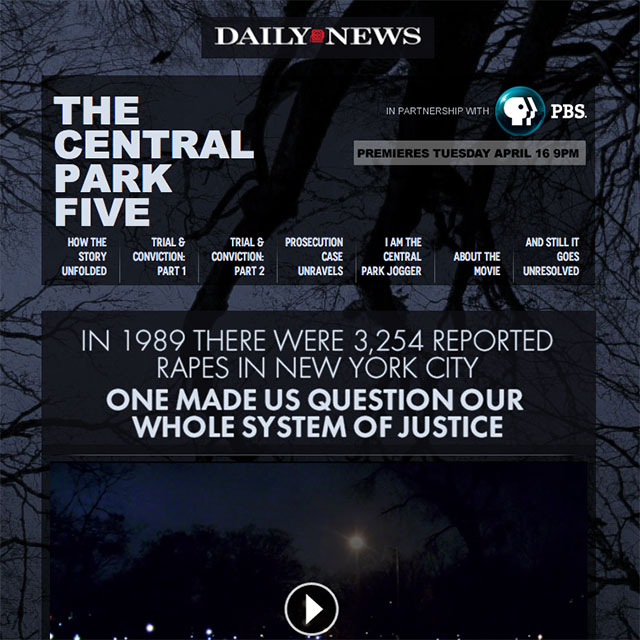 DAILY NEWS
THE
CENTRAL
PARK
FIVE
IN PARTNERSHIP WITH
PBS.
PREMIERES TUESDAY APRIL 16 9PM
HOW THE
STORY
UNFOLDED
TRIAL &
CONVICTION:
PART 1
TRIAL &
CONVICTION:
PART 2
PROSECUTION
CASE
UNRAVELS
I AM THE
CENTRAL
PARK JOGGER
ABOUT THE
MOVIE
AND STILL IT
GOES
UNRESOLVED
IN 1989 THERE WERE 3,254 REPORTED
RAPES IN NEW YORK CITY
ONE MADE US QUESTION OUR
WHOLE SYSTEM OF JUSTICE